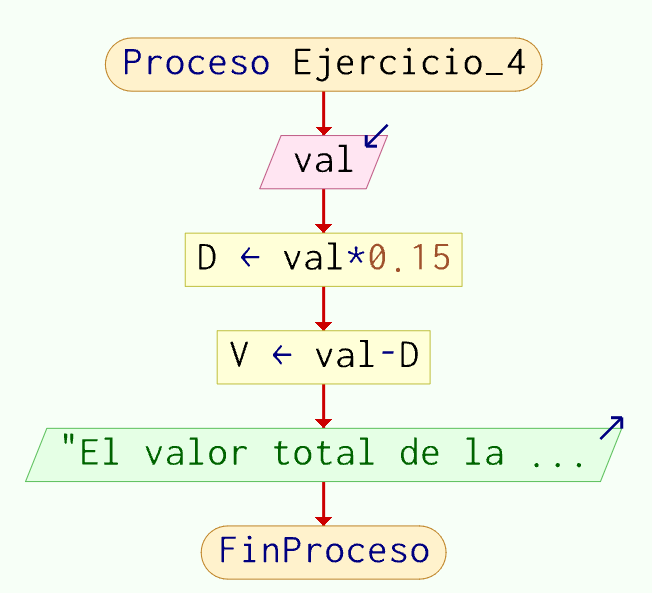 Proceso Ejercicio_4
val
D ← val*0.15
V ← val-D
"El valor total de la ...
FinProceso